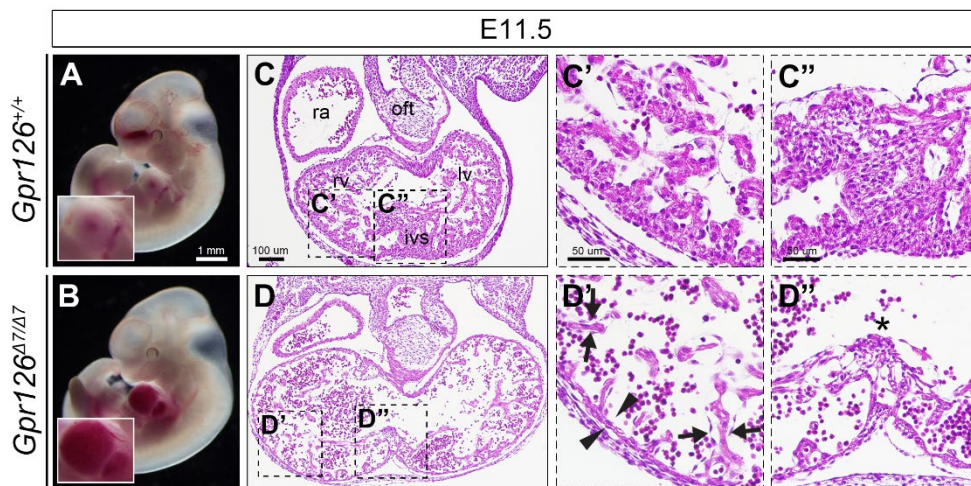 E11.5
Gpr126+/+
A
1 mm
C
ra
oft
rv
lv
C'
C''
ivs
100 um
C'
50 um
C''
50 um
Gpr126Δ7/Δ7
B
D
D'
D''
D'
D''
*